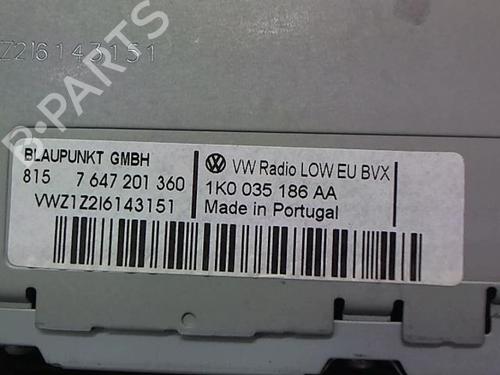 Z2I6143151
B-PARTS
BLAUPUNKT GMBH
815 7 647 201 360
VWZ1Z2I6143151
VW Radio LOW EU BVX
1K0 035 186 AA
Made in Portugal